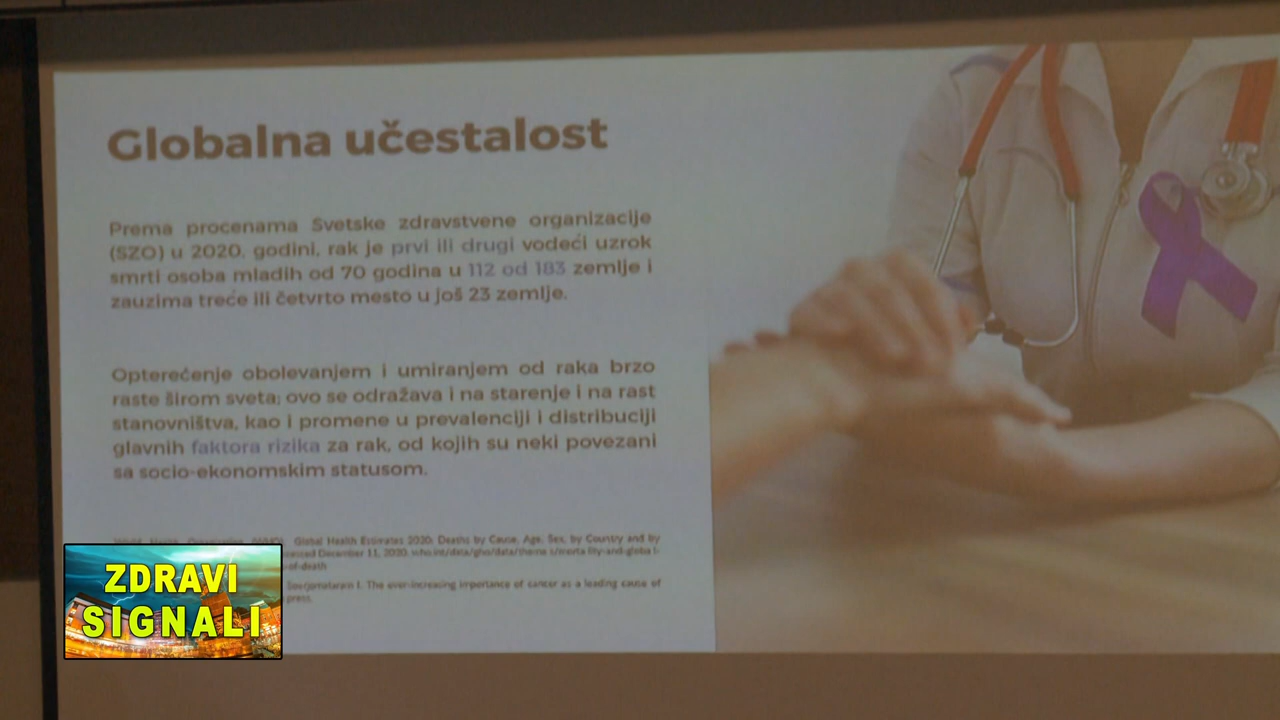 Globalna učestalost
Prema procenama Svetske zdravstvene organizacije
(SZO) u 2020. godini, rak je prvi ili drugi vodeći uzrok
smrti osoba mladih od 70 godina u 112 od 183 zemlje i
zauzima treće ili četvrto mesto u još 23 zemlje.
Opterećenje obolevanjem i umiranjem od raka brzo
raste širom sveta; ovo se odražava i na starenje i na rast
stanovništva, kao i promene u prevalenciji i distribuciji
glavnih faktora rizika za rak, od kojih su neki povezani
sa socio-ekonomskim statusom.
Global Health Estimates 2020: Deaths by Cause, Age, Sex, by Country and by
December 11, 2020.
of-death
I. The ever-increasing importance of cancer as a leading cause of
press.
ZDRAVI
SIGNALI